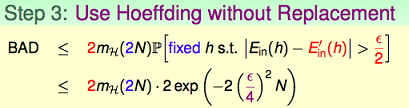 Step 3: Use Hoeffding without Replacement
BAD ≤ 2m_H(2N)ℙ[fixed h s.t. |E_in(h) − E′_in(h)| > ϵ/2]
≤ 2m_H(2N) · 2 exp(−2(ϵ/4)²N)